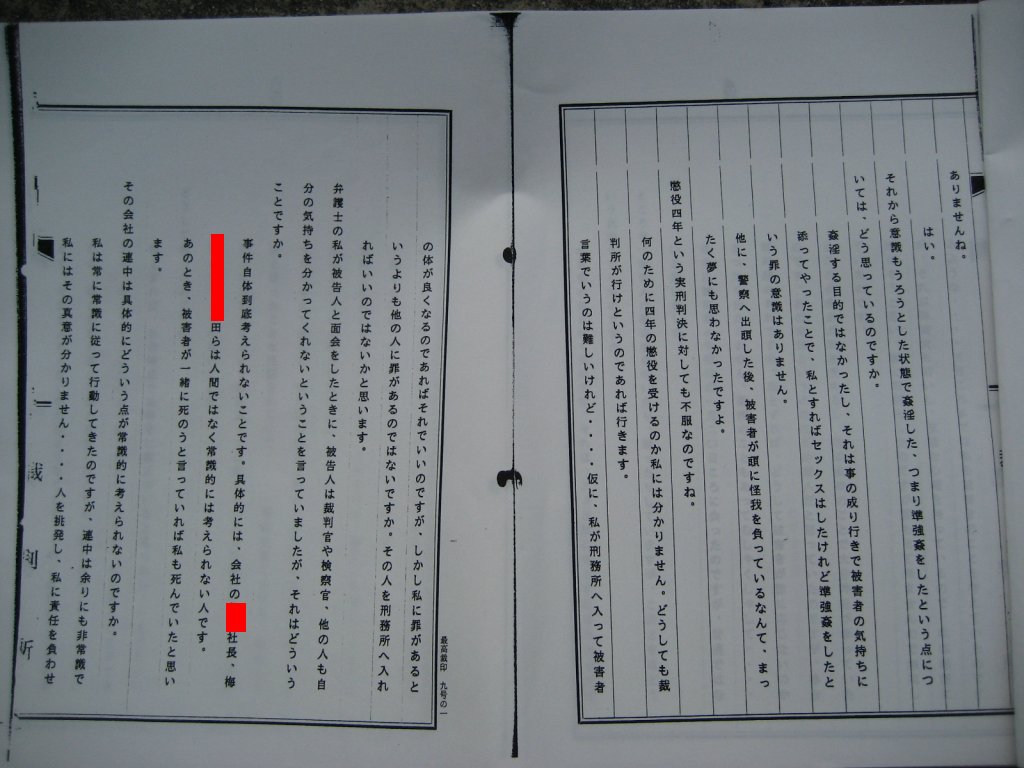 ありませんね。
はい。
それから意識もうろうとした状態で姦淫した、つまり準強姦をしたという点につ
いては、どう思っているのですか。
姦淫する目的ではなかったし、それは事の成り行きで被害者の気持ちに
添ってやったことで、私とすればセックスはしたけれど準強姦をしたと
いう罪の意識はありません。
他に、警察へ出頭した後、被害者が頭に怪我を負っているなんて、まっ
たく夢にも思わなかったですよ。
懲役四年という実刑判決に対しても不服なのですね。
何のために四年の懲役を受けるのか私には分かりません。どうしても裁
判所が行けというのであれば行きます。
言葉でいうのは難しいけれど・・・・仮に、私が刑務所へ入って被害者
最高裁印 九号の一
の体が良くなるのであればそれでいいのですが、しかし私に罪があると
いうよりも他の人に罪があるのではないですか。その人を刑務所へ入れ
ればいいのではないかと思います。
弁護士の私が被告人と面会をしたときに、被告人は裁判官や検察官、他の人も自
分の気持ちを分かってくれないということを言っていましたが、それはどういう
ことですか。
事件自体到底考えられないことです。具体的には、会社の社長、梅
田らは人間ではなく常識的には考えられない人です。
あのとき、被害者が一緒に死のうと言っていれば私も死んでいたと思い
ます。
その会社の連中は具体的にどういう点が常識的に考えられないのですか。
私は常に常識に従って行動してきたのですが、連中は余りにも非常識で
私にはその真意が分かりません・・・・人を挑発し、私に責任を負わせ
裁判所